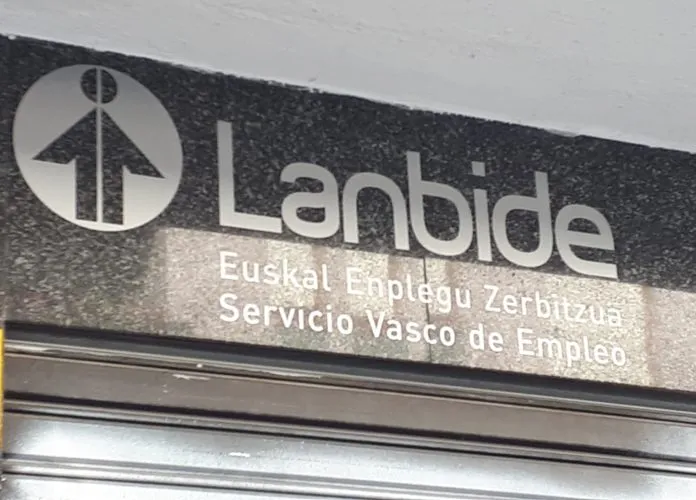 Lanbide
Euskal Enplegu Zerbitzua
Servicio Vasco de Empleo